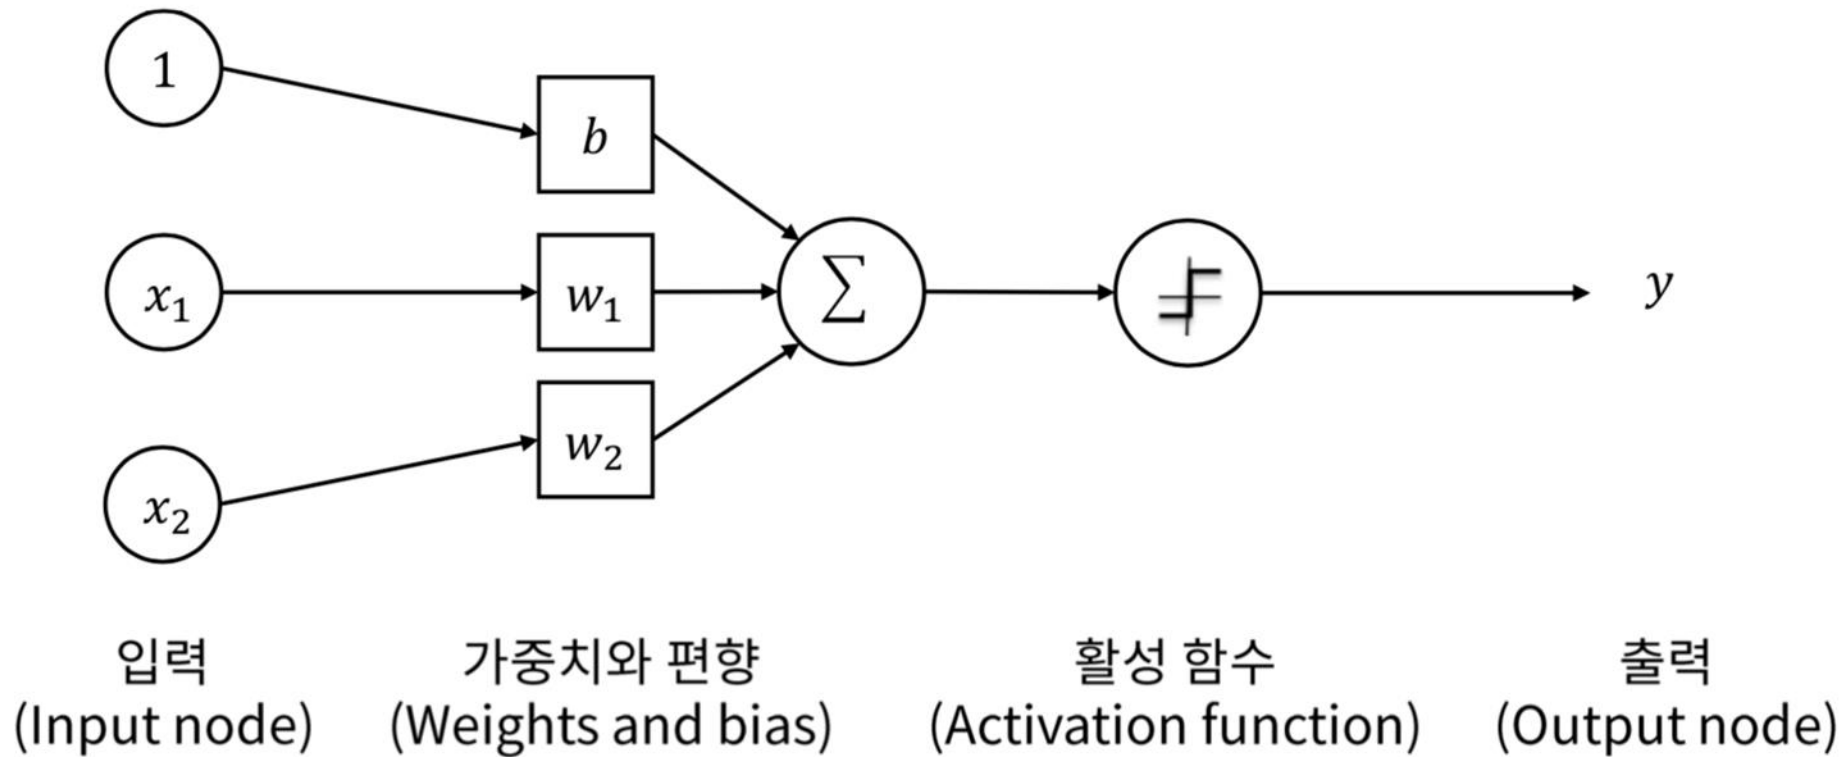 1
b
x₁
w₁
∑
y
w₂
x₂
입력
(Input node)
가중치와 편향
(Weights and bias)
활성 함수
(Activation function)
출력
(Output node)